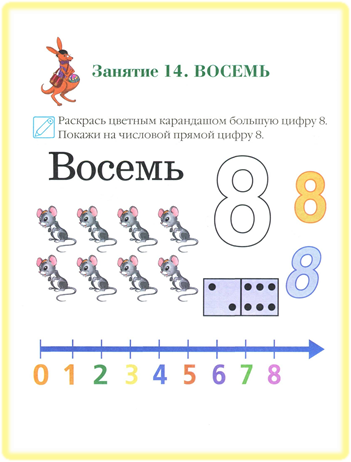 Занятие 14. ВОСЕМЬ
Раскрась цветным карандашом большую цифру 8.
Покажи на числовой прямой цифру 8.
Восемь
8
8
8
0 1 2 3 4 5 6 7 8